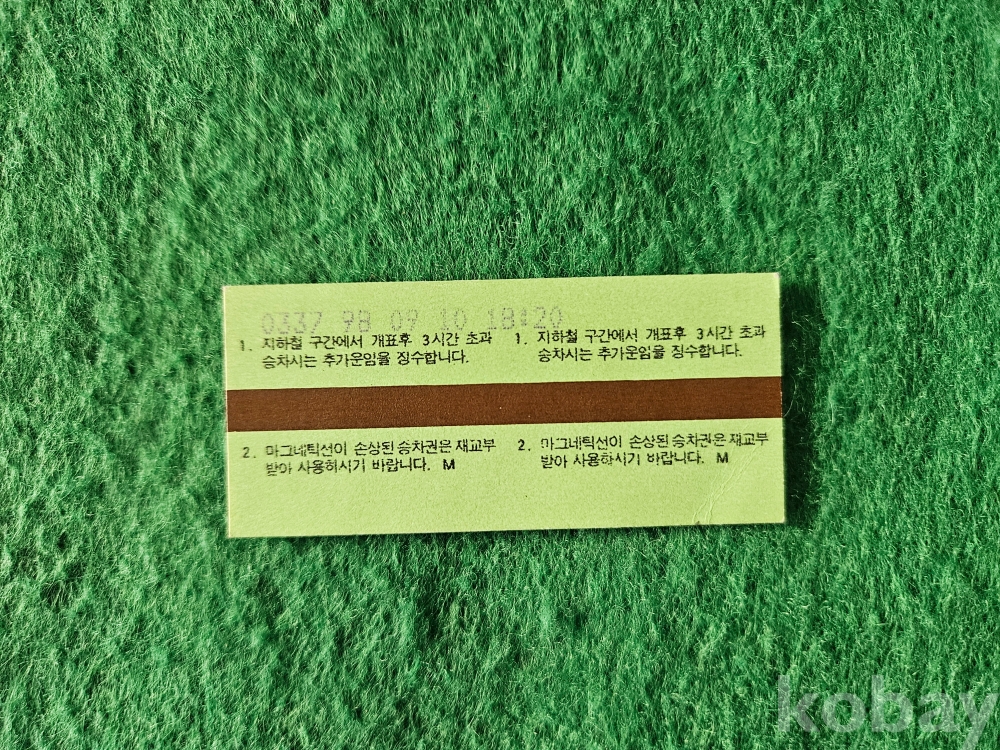 0337 98 09 10 18:20
1. 지하철 구간에서 개표후 3시간 초과
승차시는 추가운임을 징수합니다.
1. 지하철 구간에서 개표후 3시간 초과
승차시는 추가운임을 징수합니다.
2. 마그네틱선이 손상된 승차권은 재교부
받아 사용하시기 바랍니다. M
2. 마그네틱선이 손상된 승차권은 재교부
받아 사용하시기 바랍니다. M
kobay